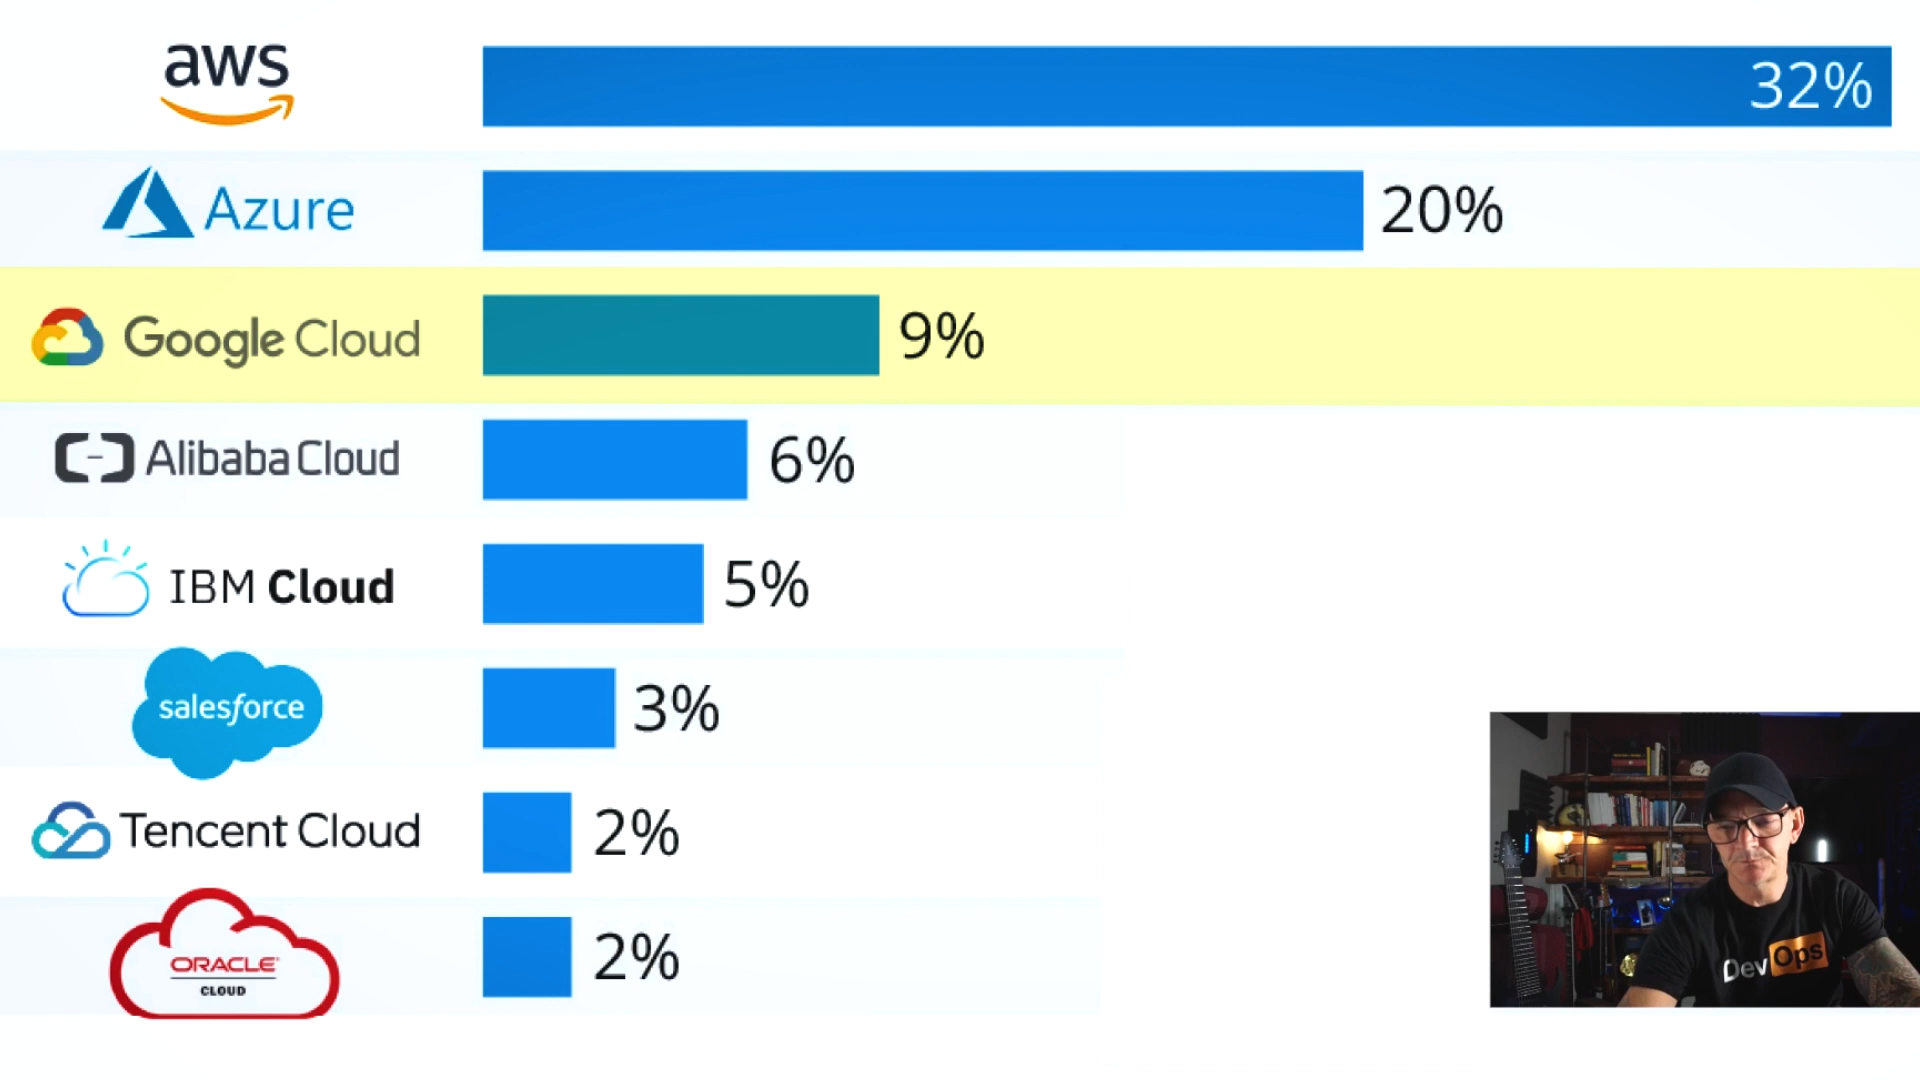 aws
32%
Azure
20%
Google Cloud
9%
Alibaba Cloud
6%
IBM Cloud
5%
salesforce
3%
Tencent Cloud
2%
ORACLE
CLOUD
2%
DevOps